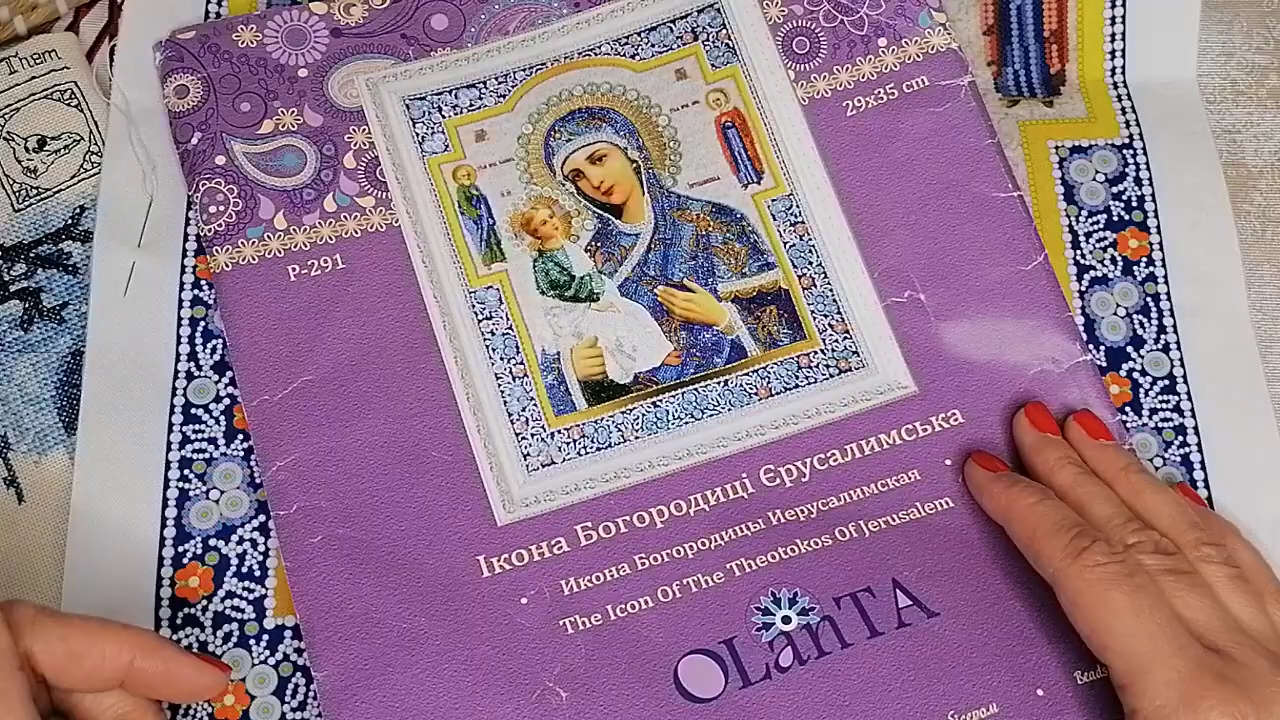 Them
29x35 cm
P-291
Ікона Богородиці Єрусалимська
Икона Богородицы Иерусалимская
The Icon Of The Theotokos Of Jerusalem
OLanTA
Beads
бісером